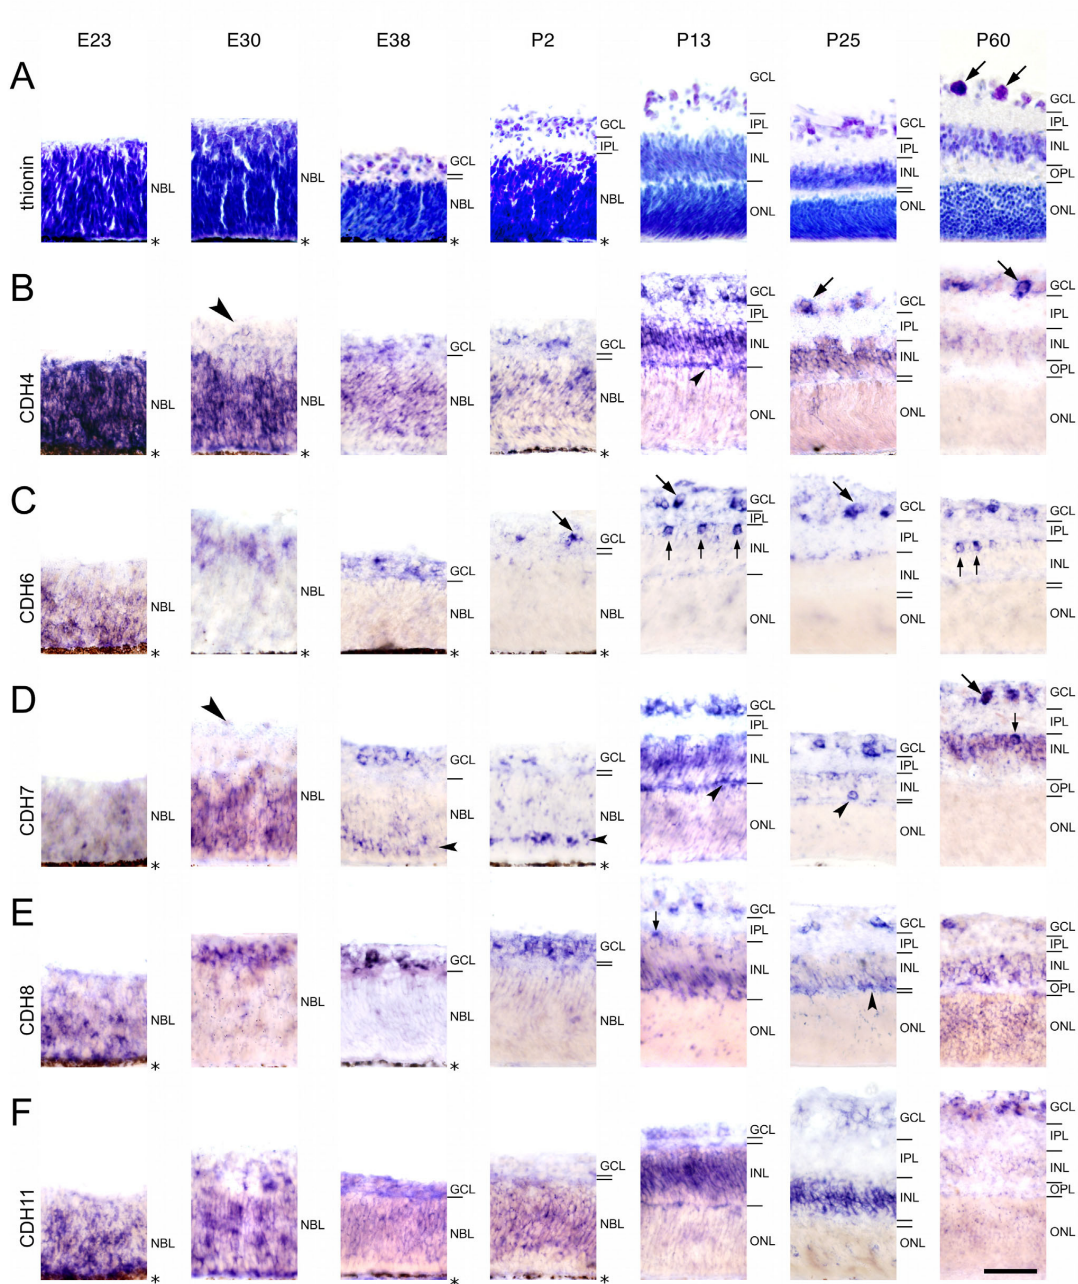 E23 E30 E38 P2 P13 P25 P60
A
thionin
NBL
*
NBL
*
GCL
NBL
*
GCL
IPL
NBL
*
GCL
IPL
INL
ONL
GCL
IPL
INL
ONL
GCL
IPL
INL
OPL
ONL
B
CDH4
NBL
*
NBL
*
GCL
NBL
GCL
NBL
*
GCL
IPL
INL
ONL
GCL
IPL
INL
ONL
GCL
IPL
INL
OPL
ONL
C
CDH6
NBL
*
NBL
GCL
NBL
*
GCL
NBL
*
GCL
IPL
INL
ONL
GCL
IPL
INL
ONL
GCL
IPL
INL
ONL
D
CDH7
NBL
*
NBL
GCL
NBL
GCL
NBL
*
GCL
IPL
INL
ONL
GCL
IPL
INL
ONL
GCL
IPL
INL
OPL
ONL
E
CDH8
NBL
*
NBL
GCL
NBL
*
GCL
NBL
GCL
IPL
INL
ONL
GCL
IPL
INL
ONL
GCL
IPL
INL
OPL
ONL
F
CDH11
NBL
*
NBL
GCL
NBL
*
GCL
NBL
*
GCL
INL
ONL
GCL
IPL
INL
ONL
GCL
IPL
INL
OPL
ONL